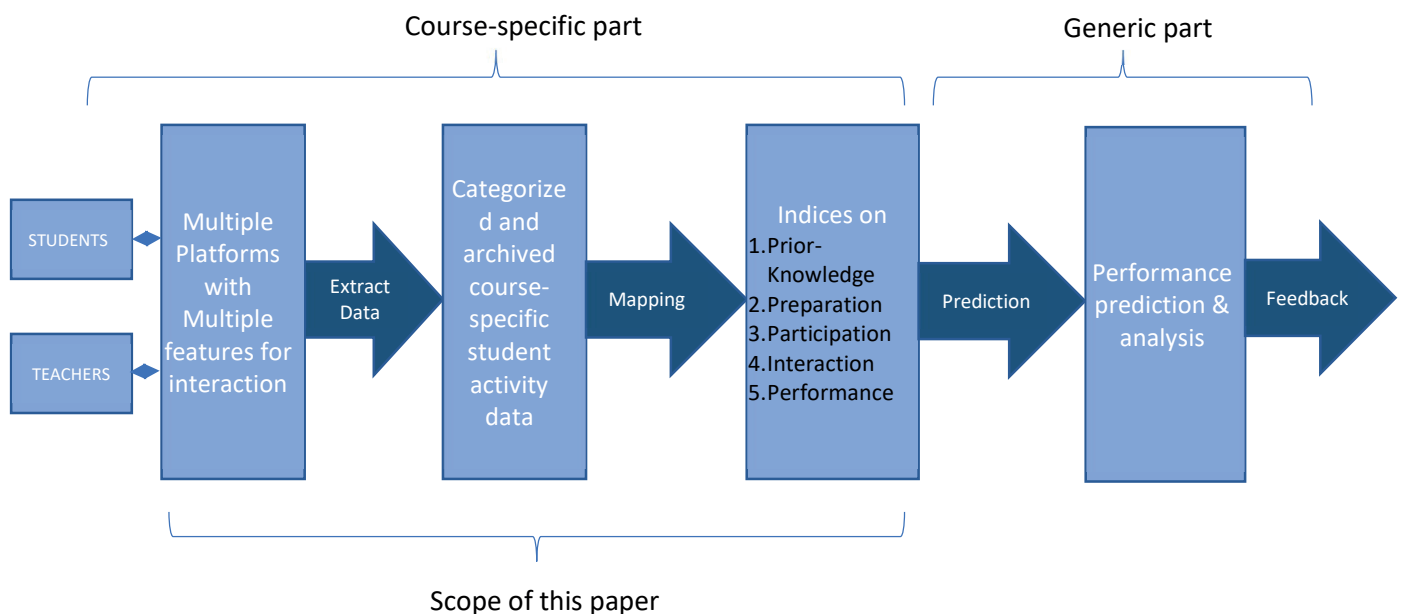 Course-specific part
Generic part
STUDENTS
TEACHERS
Multiple
Platforms
with
Multiple
features for
interaction
Extract
Data
Categorize
d and
archived
course-
specific
student
activity
data
Mapping
Indices on
1.Prior-
Knowledge
2.Preparation
3.Participation
4.Interaction
5.Performance
Prediction
Performance
prediction &
analysis
Feedback
Scope of this paper